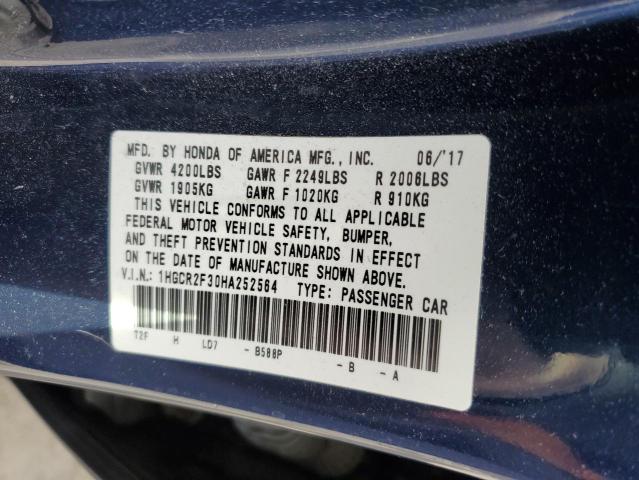 MFD. BY HONDA OF AMERICA MFG., INC. 06/'17
GVWR 4200LBS GAWR F 2249LBS R 2006LBS
GVWR 1905KG GAWR F 1020KG R 910KG
THIS VEHICLE CONFORMS TO ALL APPLICABLE
FEDERAL MOTOR VEHICLE SAFETY, BUMPER,
AND THEFT PREVENTION STANDARDS IN EFFECT
ON THE DATE OF MANUFACTURE SHOWN ABOVE.
V.I.N.: 1HGCR2F30HA252564 TYPE: PASSENGER CAR
T2F H LD7 -B588P -B -A